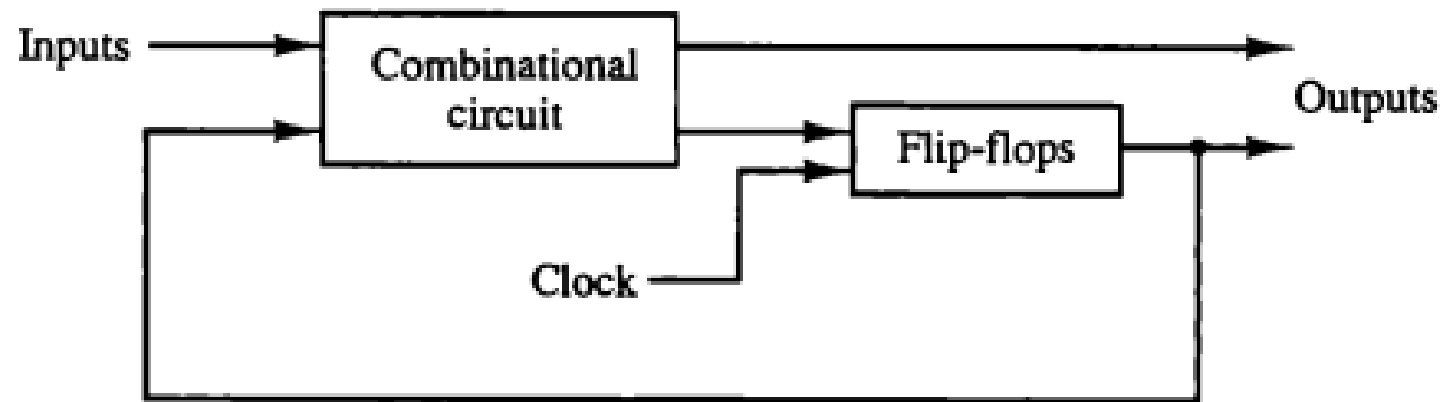 Inputs
Combinational
circuit
Outputs
Flip-flops
Clock